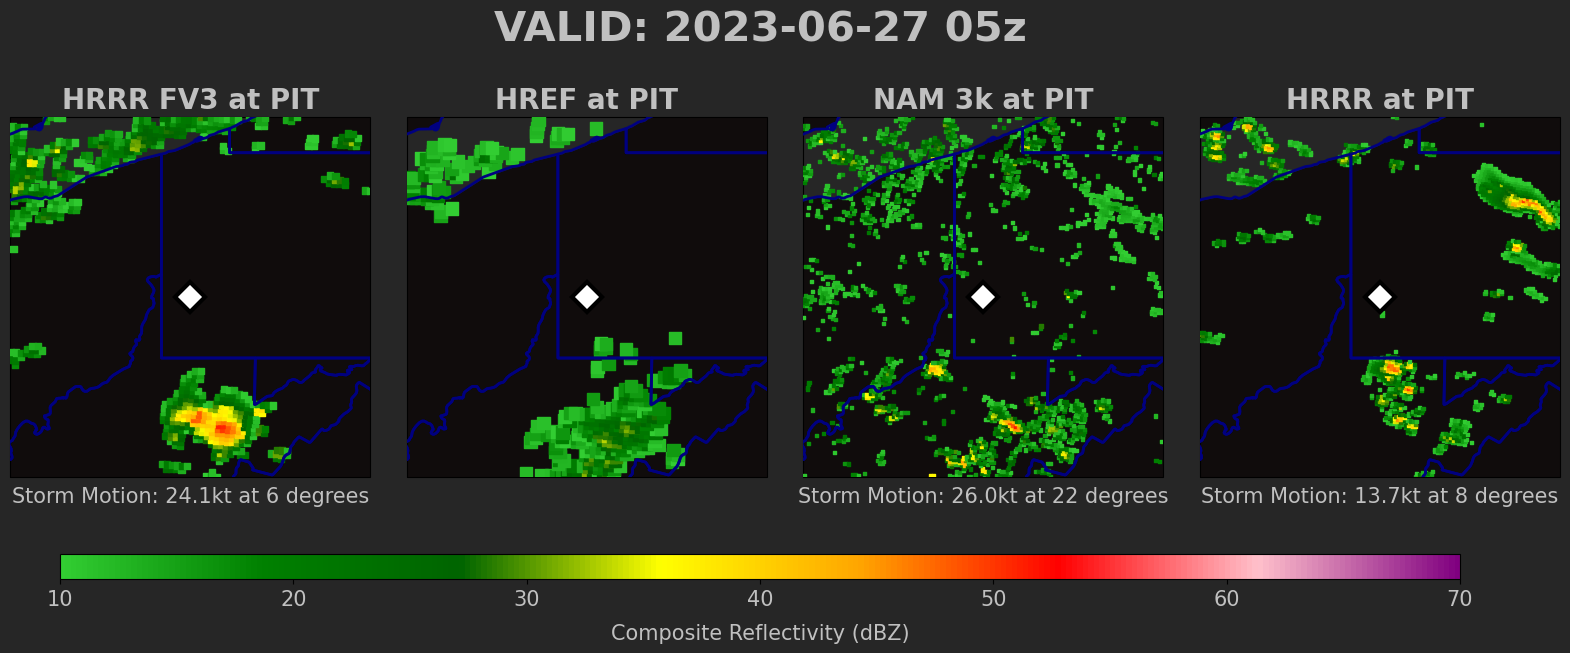 VALID: 2023-06-27 05z
HRRR FV3 at PIT
HREF at PIT
NAM 3k at PIT
HRRR at PIT
Storm Motion: 24.1kt at 6 degrees
Storm Motion: 26.0kt at 22 degrees
Storm Motion: 13.7kt at 8 degrees
10 20 30 40 50 60 70
Composite Reflectivity (dBZ)